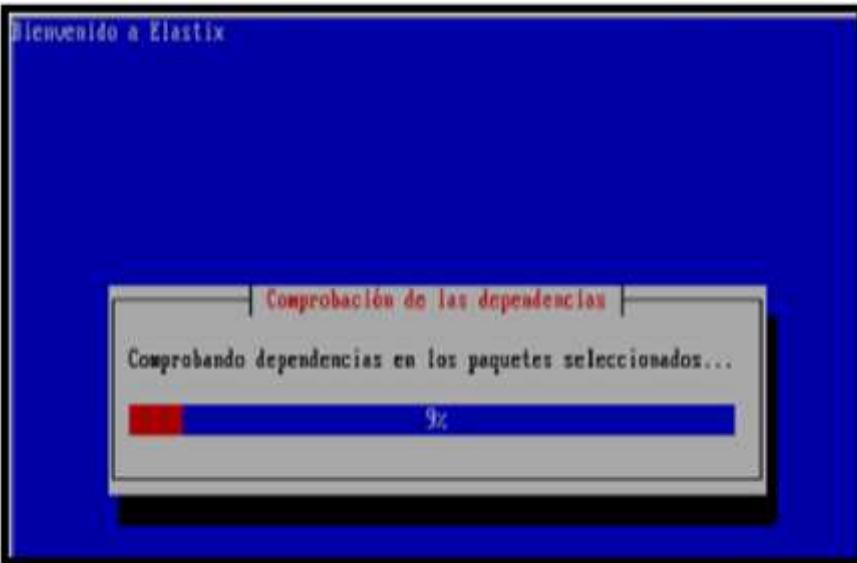 Bienvenido a Elastix
Comprobación de las dependencias
Comprobando dependencias en los paquetes seleccionados...
9%